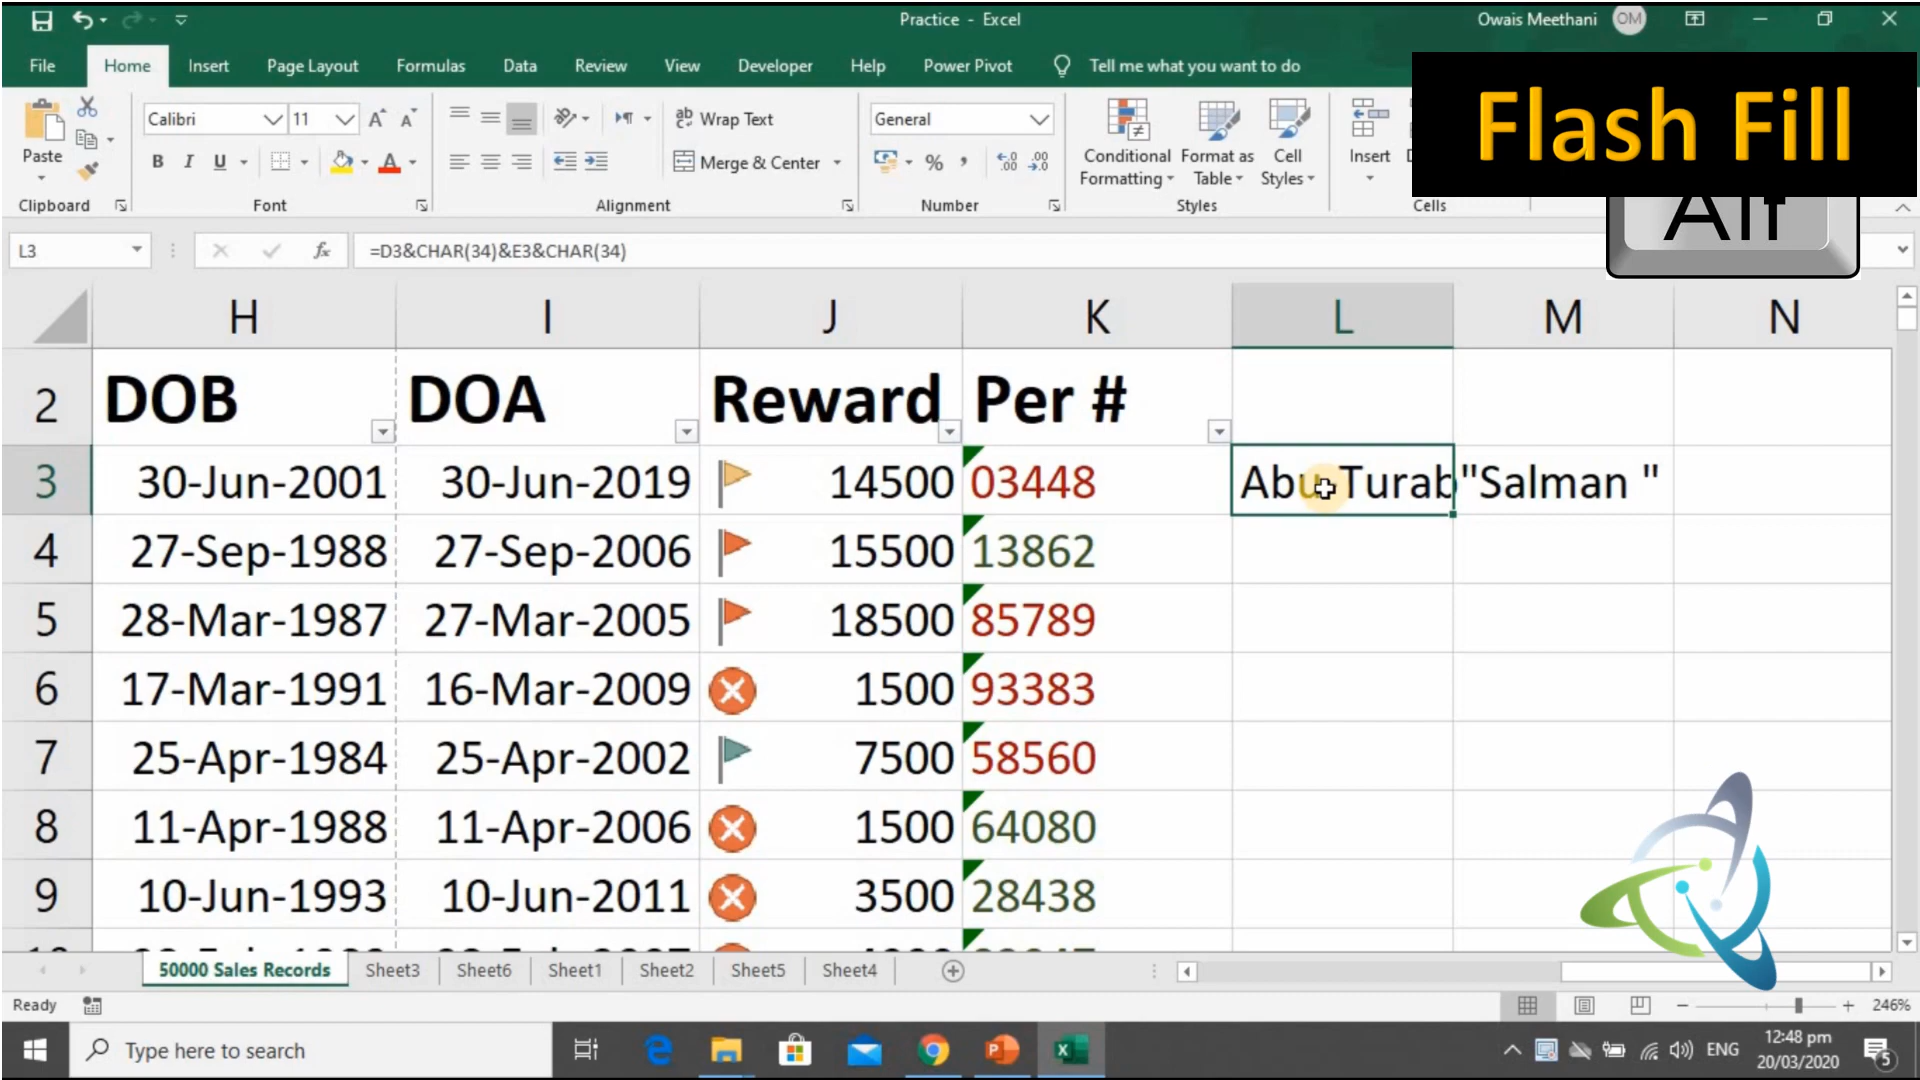 Practice - Excel
Owais Meethani
OM
File Home Insert Page Layout Formulas Data Review View Developer Help Power Pivot Tell me what you want to do
Flash Fill
Alt
Paste
Calibri 11
B I U
Wrap Text
Merge & Center
General
%
Conditional Formatting
Format as Table
Cell Styles
Insert
Clipboard Font Alignment Number Styles Cells
L3
fx
=D3&CHAR(34)&E3&CHAR(34)
H I J K L M N
2 DOB DOA Reward Per #
3 30-Jun-2001 30-Jun-2019 14500 03448 Abu Turab"Salman "
4 27-Sep-1988 27-Sep-2006 15500 13862
5 28-Mar-1987 27-Mar-2005 18500 85789
6 17-Mar-1991 16-Mar-2009 1500 93383
7 25-Apr-1984 25-Apr-2002 7500 58560
8 11-Apr-1988 11-Apr-2006 1500 64080
9 10-Jun-1993 10-Jun-2011 3500 28438
50000 Sales Records Sheet3 Sheet6 Sheet1 Sheet2 Sheet5 Sheet4
Ready
246%
Type here to search
ENG
12:48 pm
20/03/2020
5